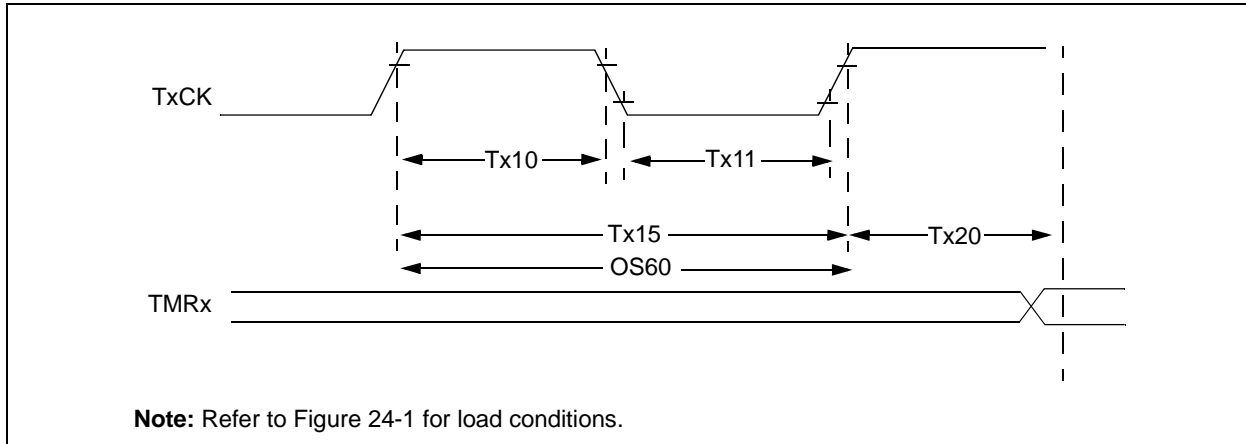 TxCK
Tx10
Tx11
Tx15
Tx20
OS60
TMRx
Note: Refer to Figure 24-1 for load conditions.